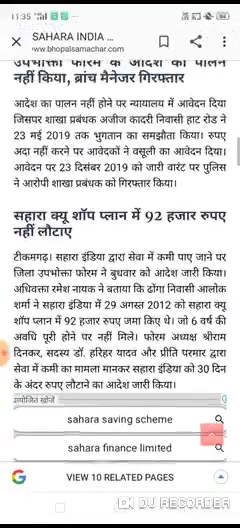 11:35
SAHARA INDIA ...
www.bhopalsamachar.com
उपभोक्ता फोरम के आदेश का पालन
नहीं किया, ब्रांच मैनेजर गिरफ्तार
आदेश का पालन नहीं होने पर न्यायालय में आवेदन दिया
जिसपर शाखा प्रबंधक अजीज कादरी निवासी हाट रोड ने
23 मई 2019 तक भुगतान का समझौता किया। रुपए
अदा नहीं करने पर आवेदकों ने वसूली का आवेदन दिया।
आवेदन पर 23 दिसंबर 2019 को जारी वारंट पर पुलिस
ने आरोपी शाखा प्रबंधक को गिरफ्तार किया।
सहारा क्यू शॉप प्लान में 92 हजार रुपए
नहीं लौटाए
टीकमगढ़। सहारा इंडिया द्वारा सेवा में कमी पाए जाने पर
जिला उपभोक्ता फोरम ने बुधवार को आदेश जारी किया।
अधिवक्ता रमेश नायक ने बताया कि ढोंगा निवासी आलोक
शर्मा ने सहारा इंडिया में 29 अगस्त 2012 को सहारा क्यू
शॉप प्लान में 92 हजार रुपए जमा किए थे। जो 6 वर्ष की
अवधि पूरी होने पर नहीं मिले। फोरम अध्यक्ष श्रीराम
दिनकर, सदस्य डॉ. हरिहर यादव और प्रीति परमार द्वारा
सेवा में कमी का मामला मानकर सहारा इंडिया को 30 दिन
के अंदर रुपए लौटाने का आदेश जारी किया।
प्रायोजित खोजें
sahara saving scheme
sahara finance limited
VIEW 10 RELATED PAGES
DU RECORDER